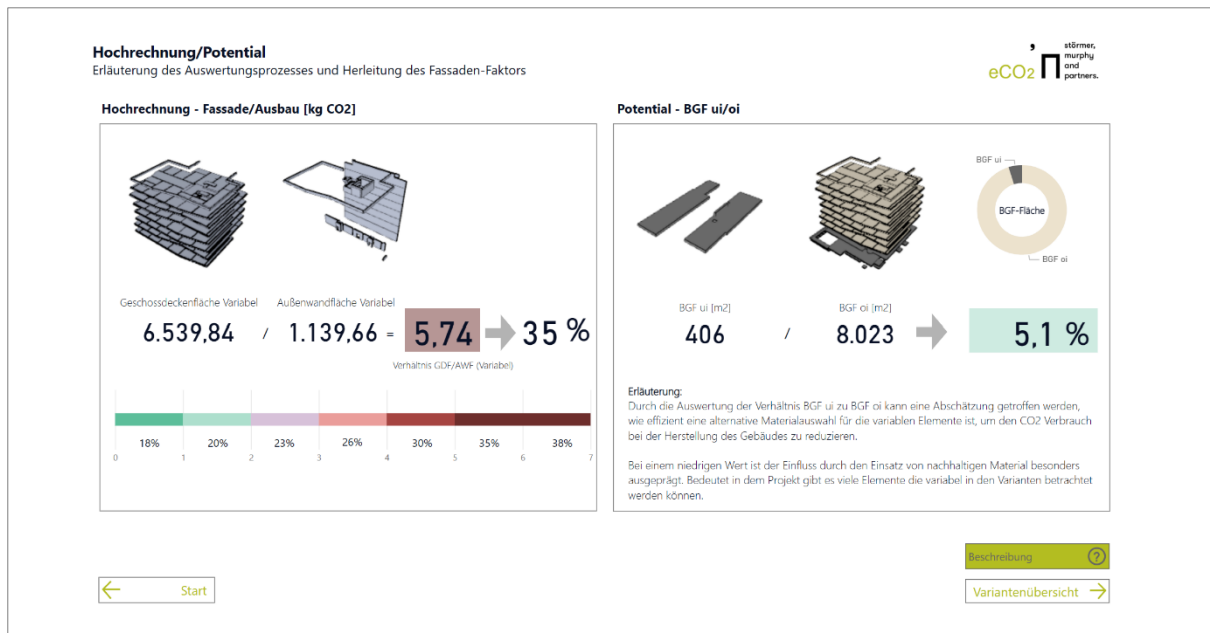 Hochrechnung/Potential
Erläuterung des Auswertungsprozesses und Herleitung des Fassaden-Faktors
eCO2
störmer,
murphy
and
partners.
Hochrechnung - Fassade/Ausbau [kg CO2]
Geschossdeckenfläche Variabel
Außenwandfläche Variabel
6.539,84 / 1.139,66 = 5,74 35 %
Verhältnis GDF/AWF (Variabel)
18% 20% 23% 26% 30% 35% 38%
0 1 2 3 4 5 6 7
Potential - BGF ui/oi
BGF ui
BGF-Fläche
BGF oi
BGF ui [m2]
BGF oi [m2]
406 / 8.023 5,1 %
Erläuterung:
Durch die Auswertung der Verhältnis BGF ui zu BGF oi kann eine Abschätzung getroffen werden,
wie effizient eine alternative Materialauswahl für die variablen Elemente ist, um den CO2 Verbrauch
bei der Herstellung des Gebäudes zu reduzieren.
Bei einem niedrigen Wert ist der Einfluss durch den Einsatz von nachhaltigen Material besonders
ausgeprägt. Bedeutet in dem Projekt gibt es viele Elemente die variabel in den Varianten betrachtet
werden können.
Beschreibung ?
Start
Variantenübersicht